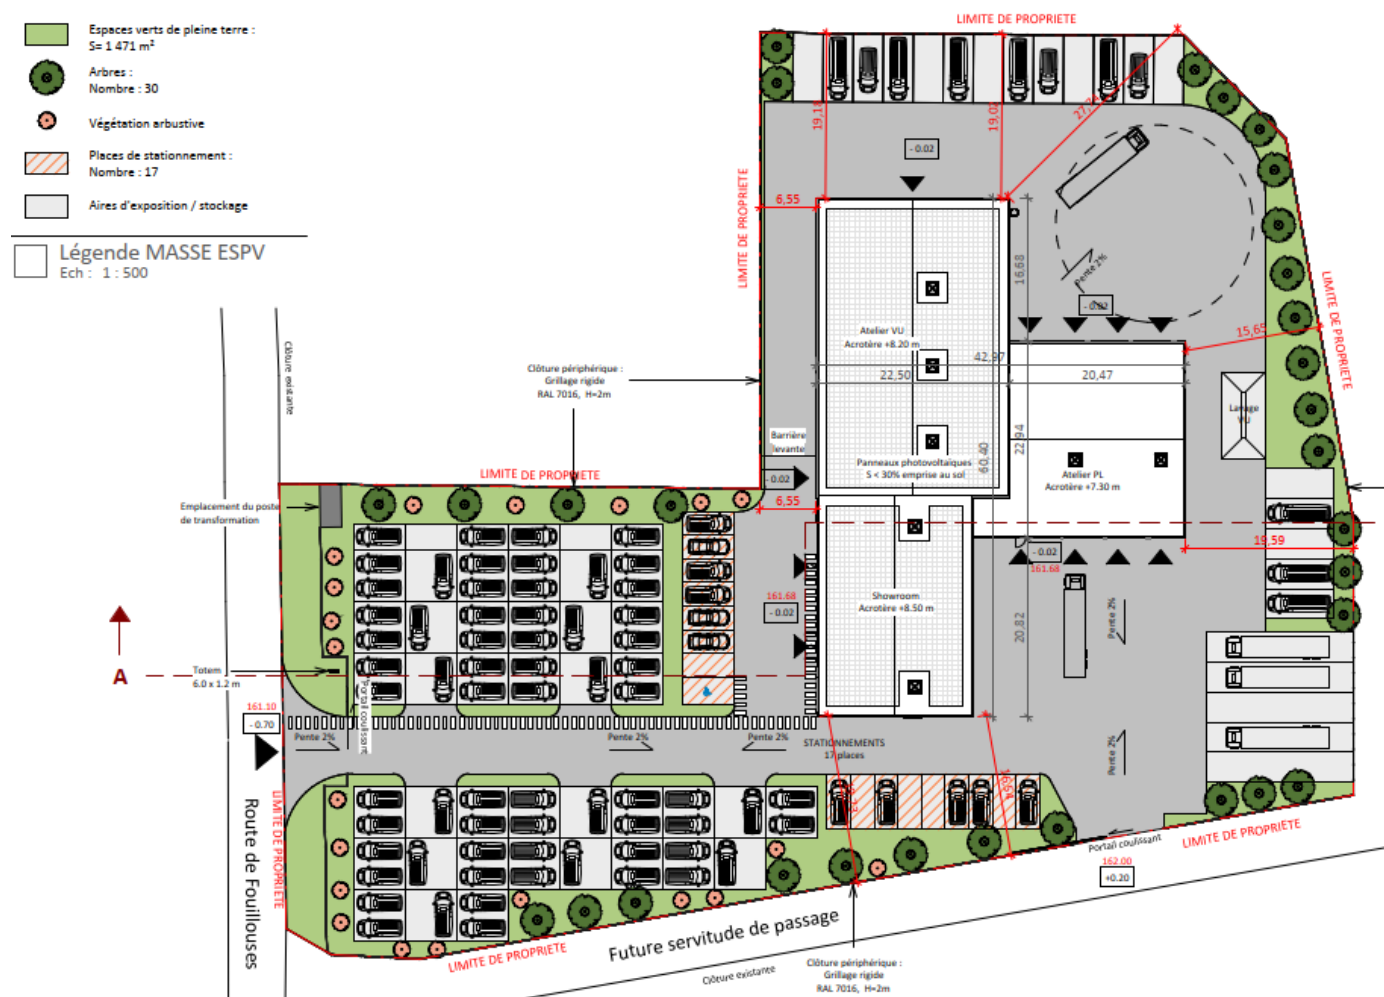 Espaces verts de pleine terre :
S= 1 471 m²
Arbres :
Nombre : 30
Végétation arbustive
Places de stationnement :
Nombre : 17
Aires d'exposition / stockage
Légende MASSE ESPV
Ech : 1 : 500
LIMITE DE PROPRIETE
19,18
19,02
27,74
- 0.02
LIMITE DE PROPRIETE
6,55
16,68
Pente 2%
- 0.02
LIMITE DE PROPRIETE
15,65
Clôture existante
Atelier VU
Acrotère +8.20 m
42,97
22,50
20,47
Clôture périphérique :
Grillage rigide
RAL 7016, H=2m
Lavage
VU
Barrière
levante
60,40
22,94
Panneaux photovoltaïques
S < 30% emprise au sol
Atelier PL
Acrotère +7.30 m
LIMITE DE PROPRIETE
- 0.02
6,55
Emplacement du poste
de transformation
19,59
- 0.02
161.68
161.68
- 0.02
Showroom
Acrotère +8.50 m
20,82
Pente 2%
A
Totem
6.0 x 1.2 m
Portail coulissant
161.10
- 0.70
Pente 2%
Pente 2%
Pente 2%
STATIONNEMENTS
17 places
Pente 2%
LIMITE DE PROPRIETE
Route de Fouillouses
Portail coulissant
LIMITE DE PROPRIETE
162.00
+0.20
Future servitude de passage
LIMITE DE PROPRIETE
Clôture existante
Clôture périphérique :
Grillage rigide
RAL 7016, H=2m